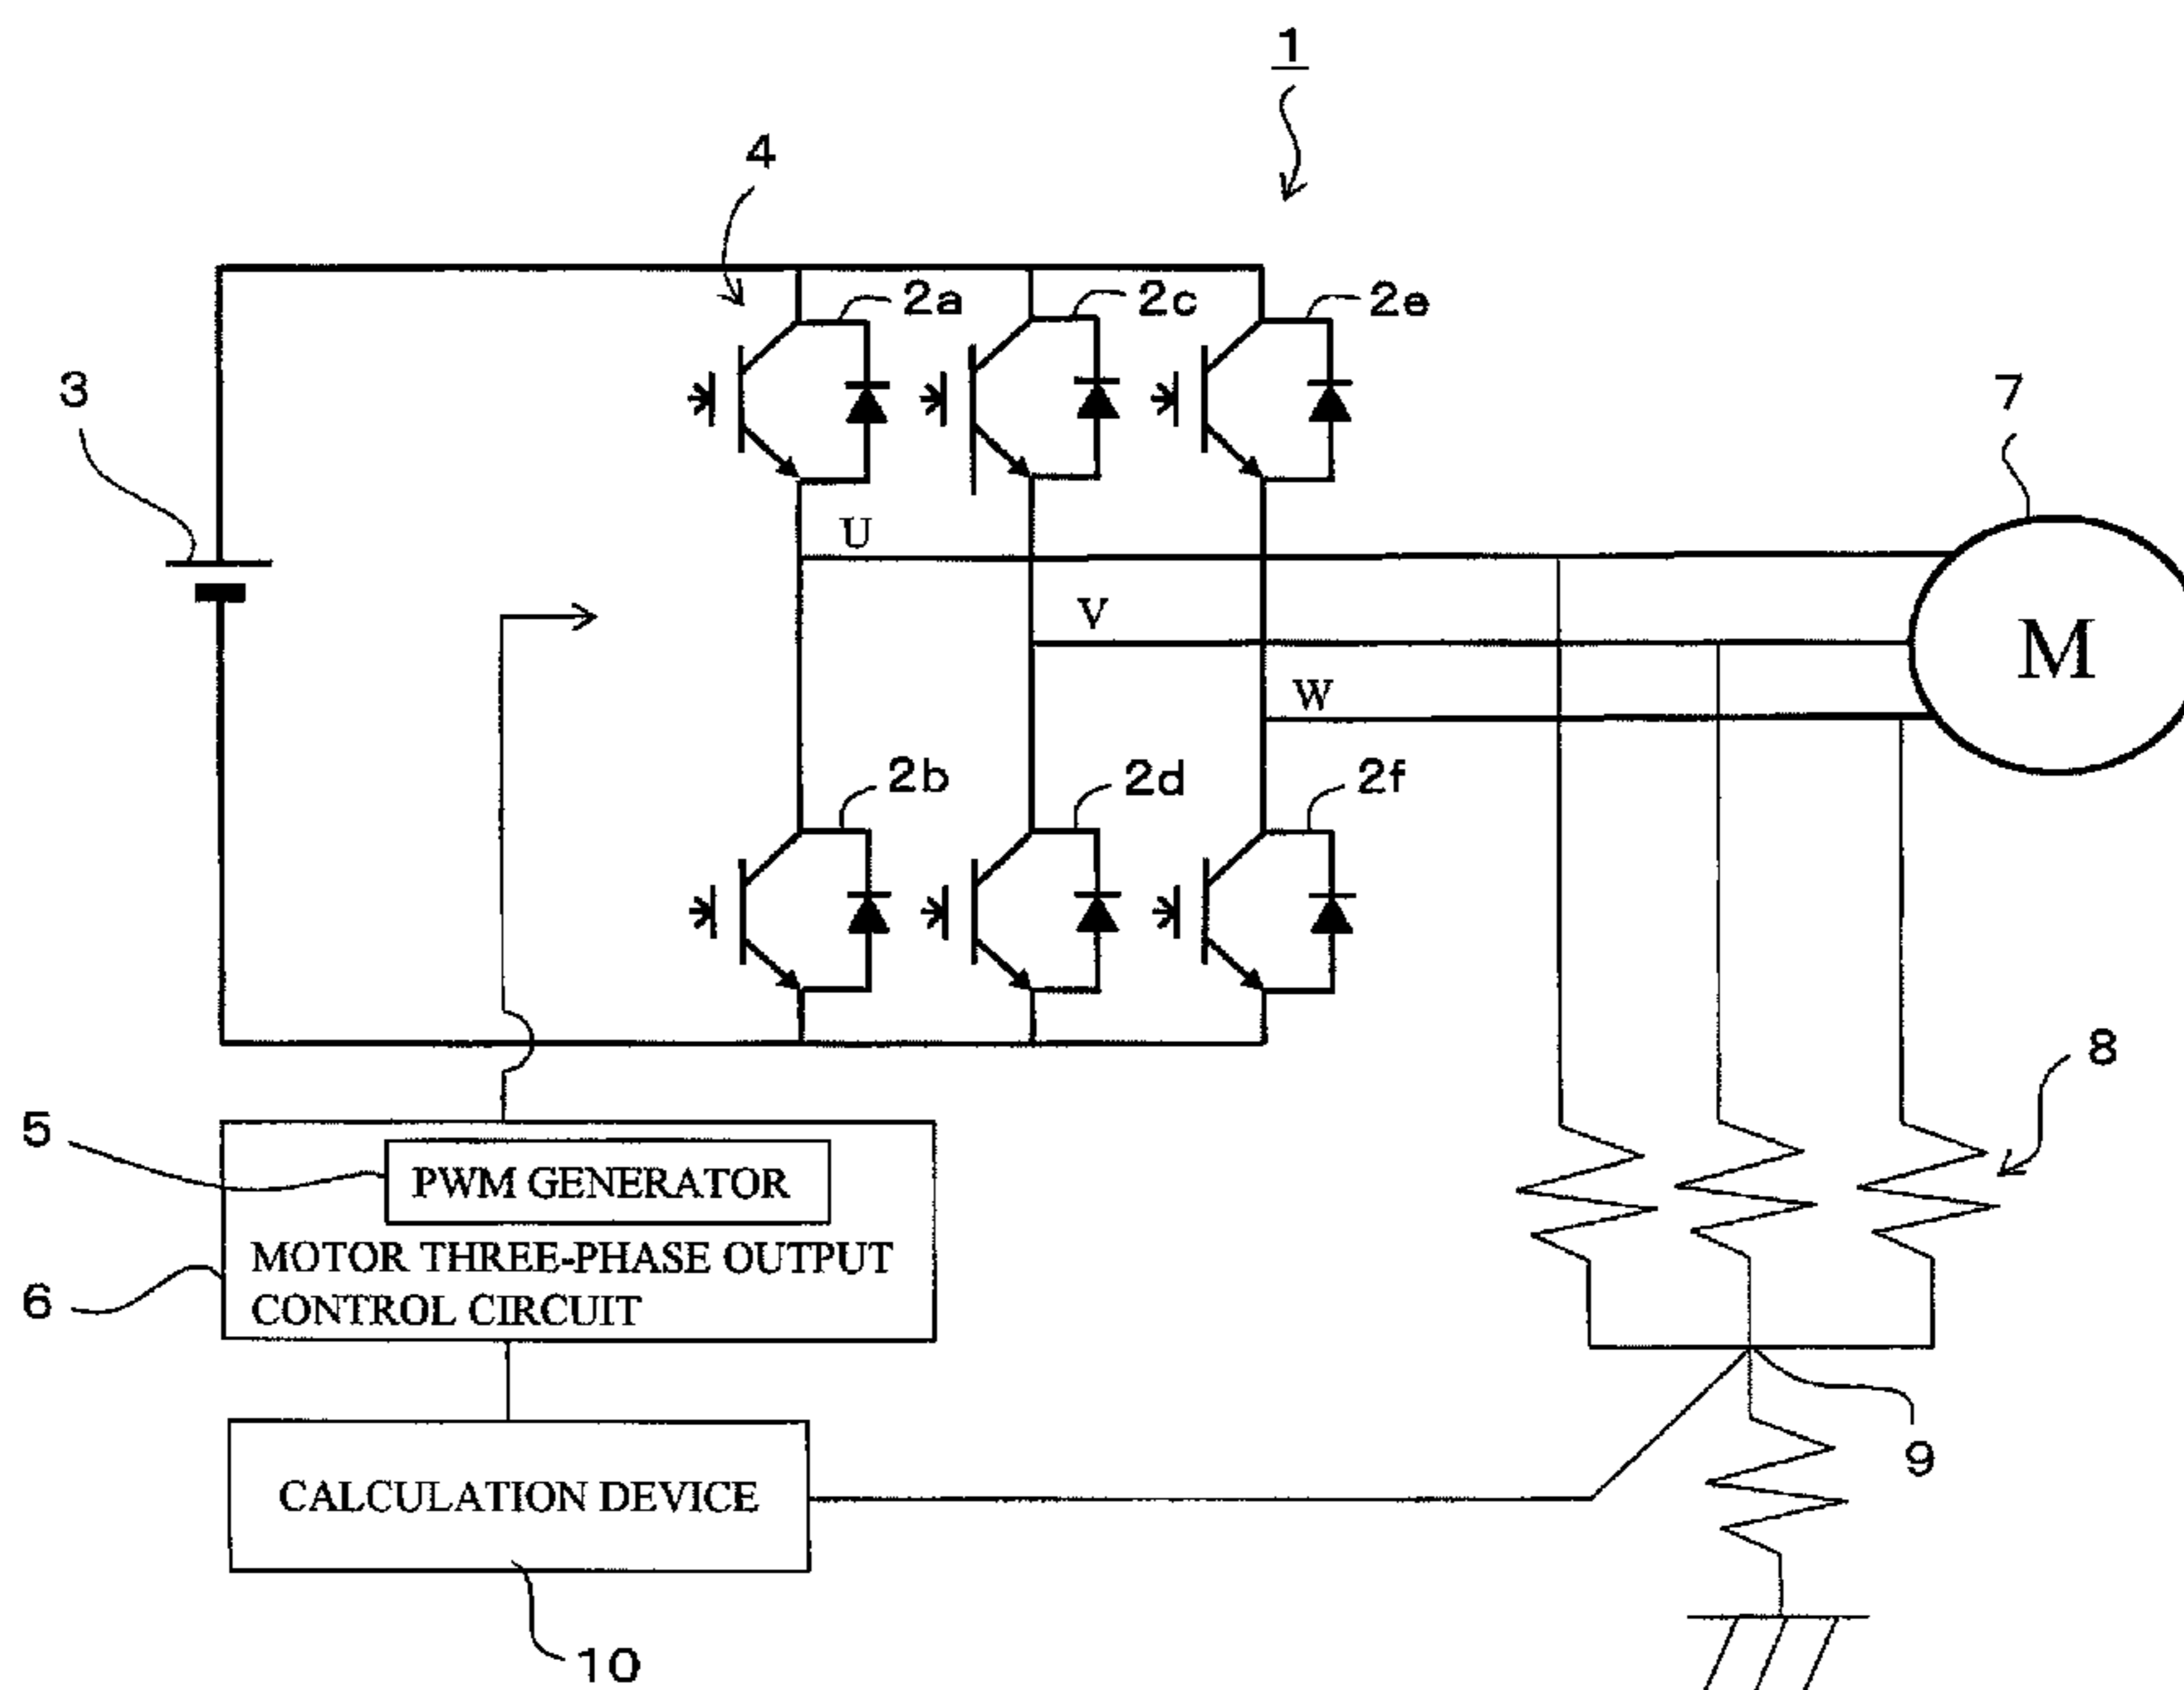 1
4
2a
2c
2e
3
7
U
V
M
W
2b
2d
2f
8
5
PWM GENERATOR
MOTOR THREE-PHASE OUTPUT
CONTROL CIRCUIT
6
9
CALCULATION DEVICE
10